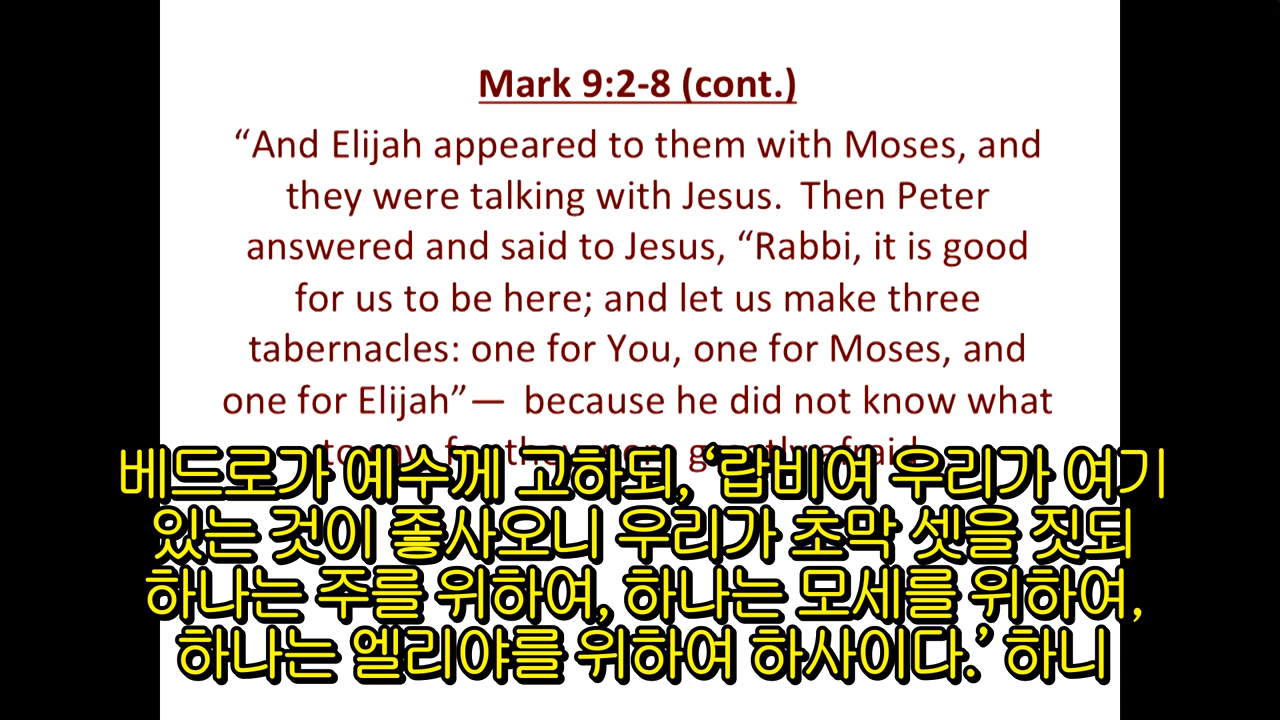 Mark 9:2-8 (cont.)
“And Elijah appeared to them with Moses, and
they were talking with Jesus.  Then Peter
answered and said to Jesus, “Rabbi, it is good
for us to be here; and let us make three
tabernacles: one for You, one for Moses, and
one for Elijah”—  because he did not know what
베드로가 예수께 고하되, ‘랍비여 우리가 여기
있는 것이 좋사오니 우리가 초막 셋을 짓되
하나는 주를 위하여, 하나는 모세를 위하여,
하나는 엘리야를 위하여 하사이다.’ 하니